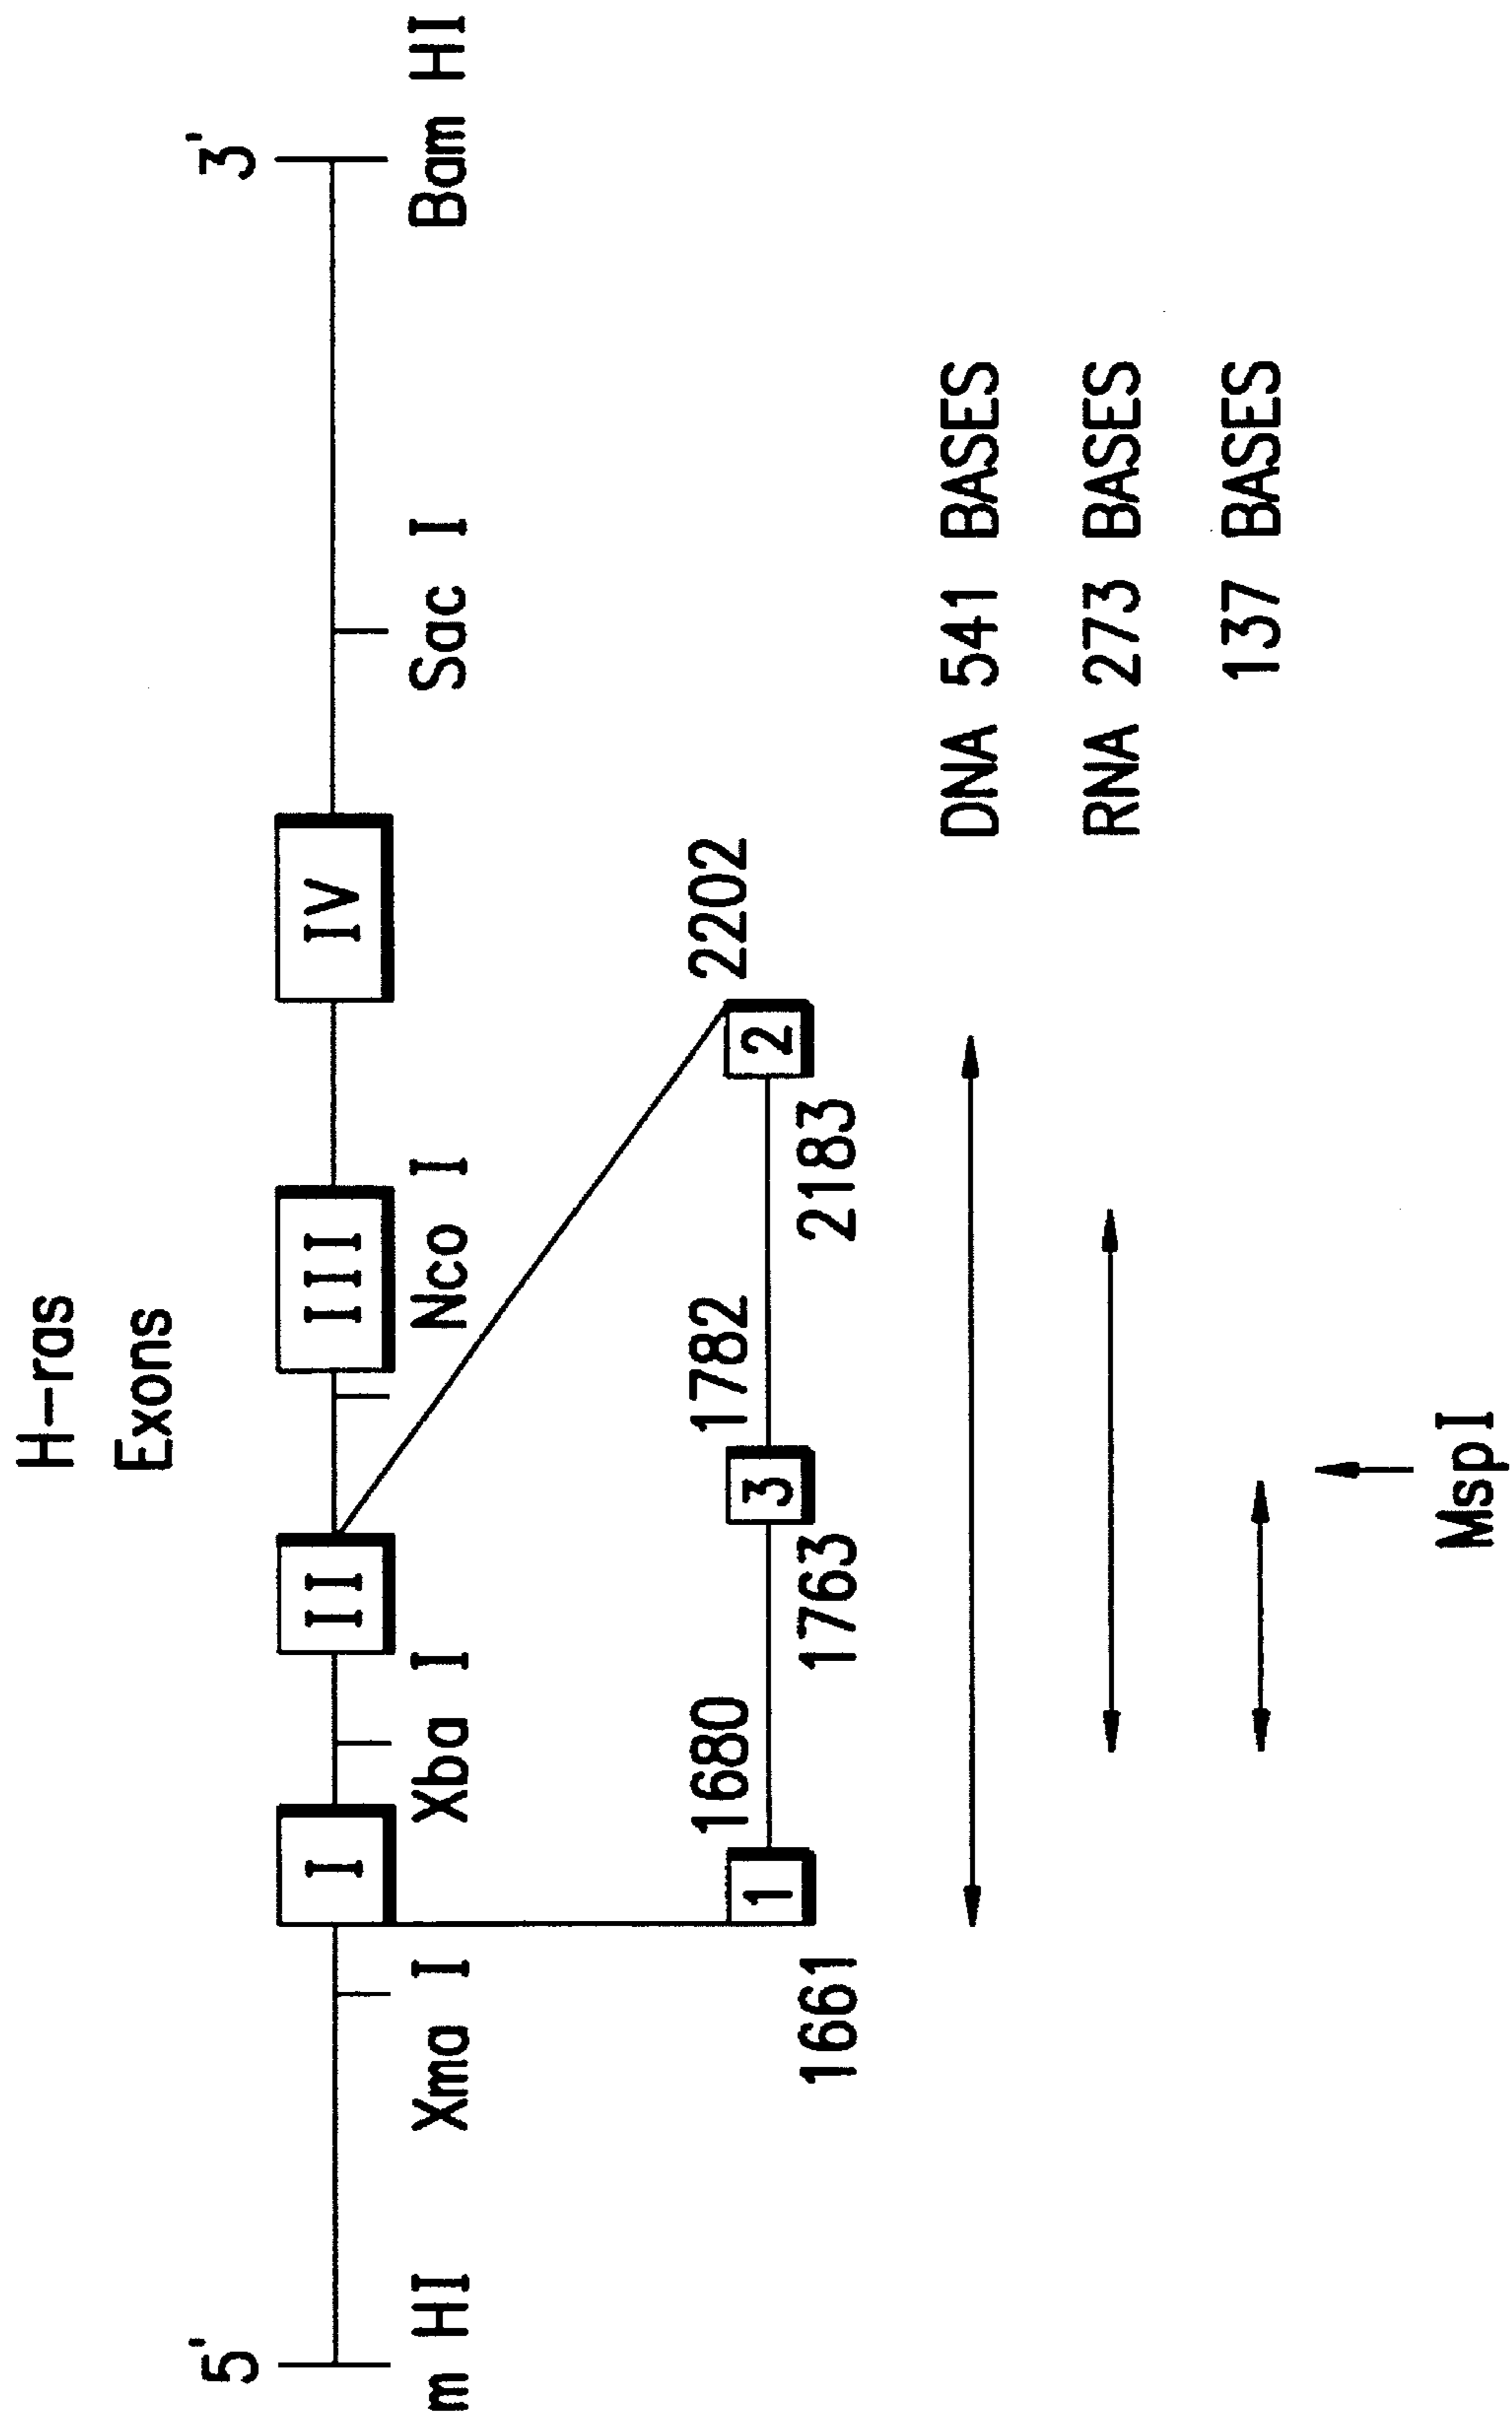 H-ras
Exons
5'
3'
I
II
III
IV
m HI
Xma I
Xba I
Nco I
Sac I
Bam HI
1680
1782
2202
1
3
2
1661
1763
2183
DNA 541 BASES
RNA 273 BASES
137 BASES
MspI